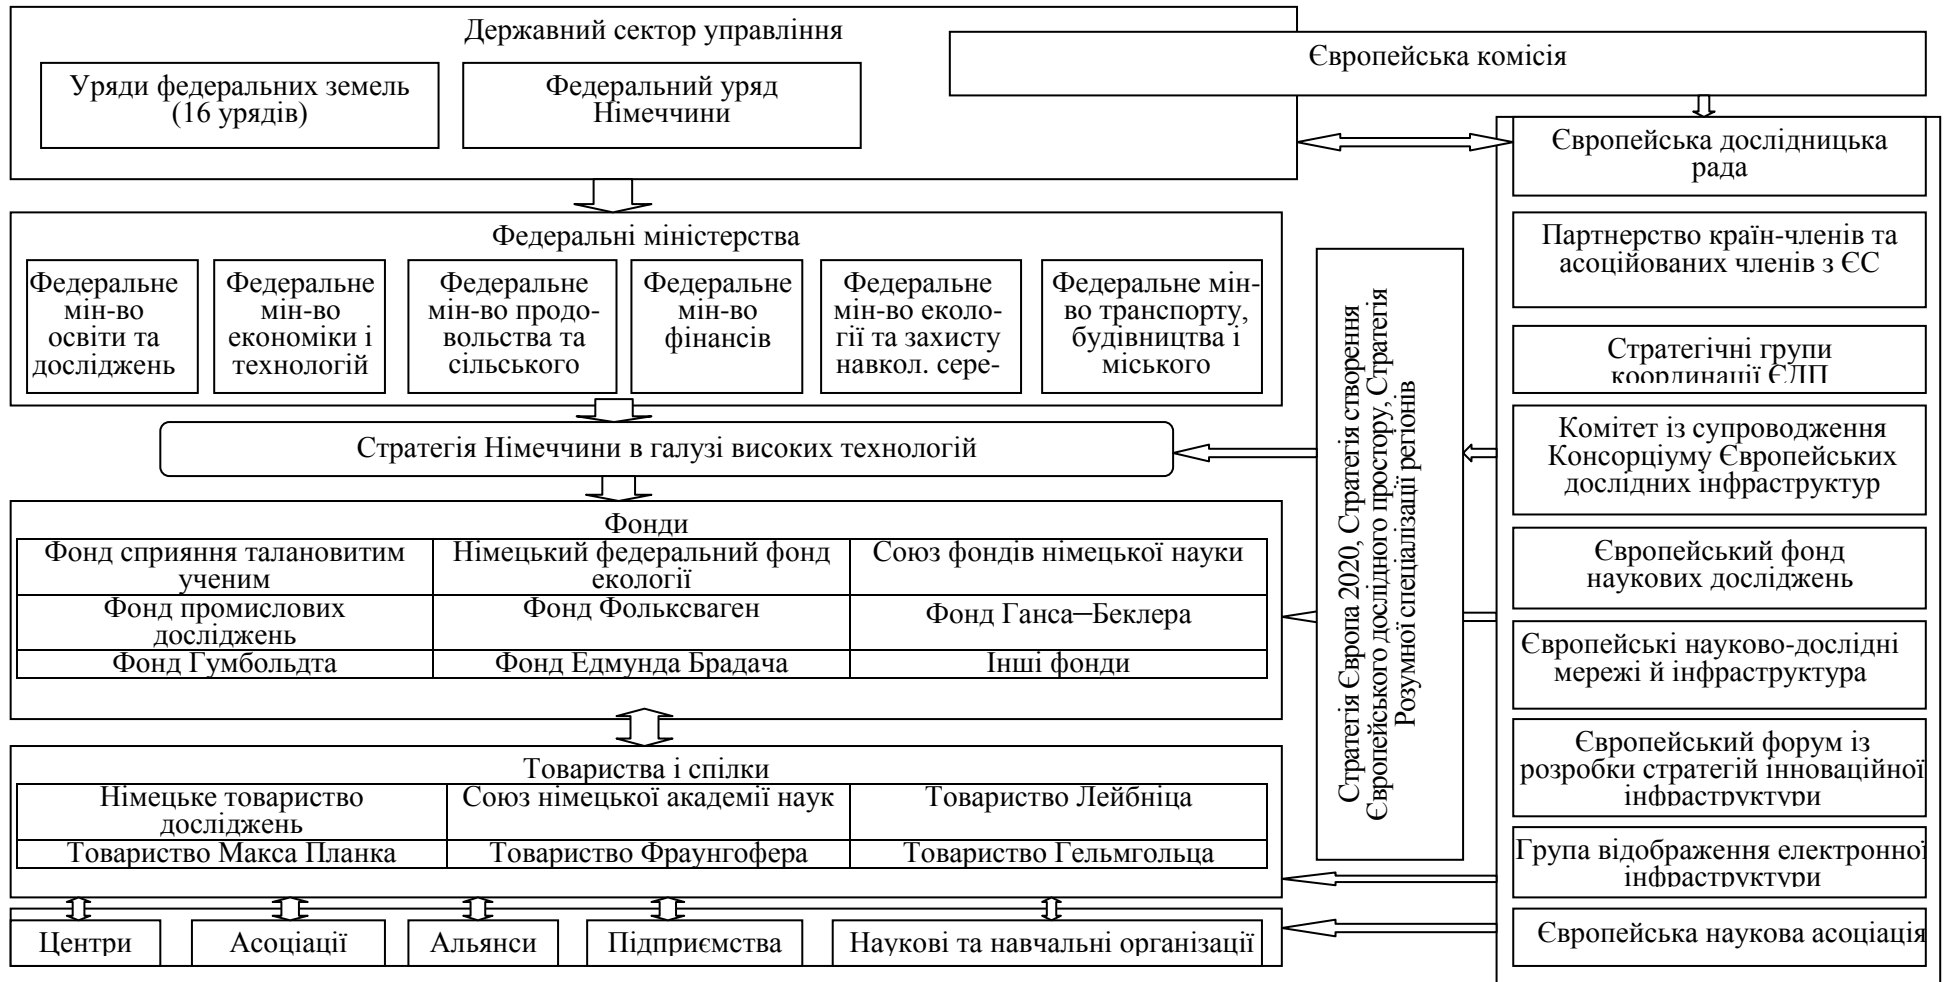 Державний сектор управління
Уряди федеральних земель
(16 урядів)
Федеральний уряд
Німеччини
Європейська комісія
Федеральні міністерства
Федеральне
мін-во
освіти та
досліджень
Федеральне
мін-во
економіки і
технологій
Федеральне
мін-во продо-
вольства та
сільського
Федеральне
мін-во
фінансів
Федеральне
мін-во еколо-
гії та захисту
навкол. сере-
Федеральне мін-
во транспорту,
будівництва і
міського
Стратегія Німеччини в галузі високих технологій
Фонди
Фонд сприяння талановитим
ученим
Німецький федеральний фонд
екології
Союз фондів німецької науки
Фонд промислових
досліджень
Фонд Фольксваген
Фонд Ганса—Беклера
Фонд Гумбольдта
Фонд Едмунда Брадача
Інші фонди
Товариства і спілки
Німецьке товариство
досліджень
Союз німецької академії наук
Товариство Лейбніца
Товариство Макса Планка
Товариство Фраунгофера
Товариство Гельмгольца
Центри
Асоціації
Альянси
Підприємства
Наукові та навчальні організації
Стратегія Європа 2020, Стратегія створення
Європейського дослідного простору, Стратегія
Розумної спеціалізації регіонів
Європейська дослідницька
рада
Партнерство країн-членів та
асоційованих членів з ЄС
Стратегічні групи
координації ЄДП
Комітет із супроводження
Консорціуму Європейських
дослідних інфраструктур
Європейський фонд
наукових досліджень
Європейські науково-дослідні
мережі й інфраструктура
Європейський форум із
розробки стратегій інноваційної
інфраструктури
Група відображення електронної
інфраструктури
Європейська наукова асоціація